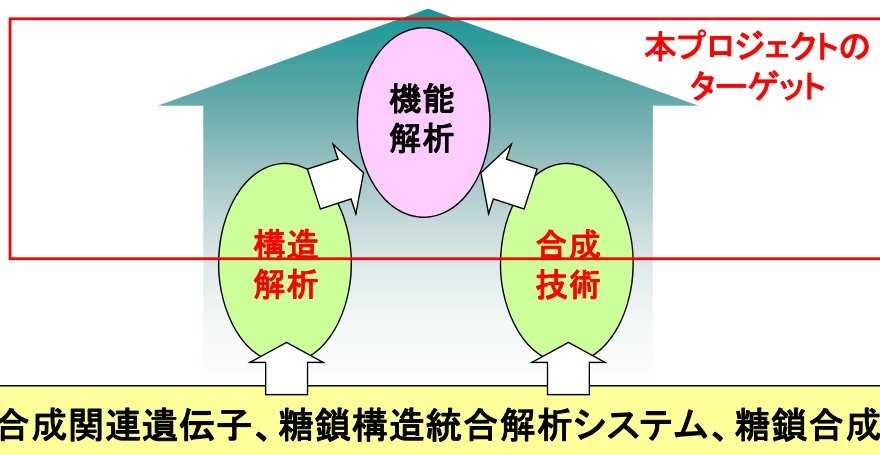 本プロジェクトの
ターゲット
機能
解析
構造
解析
合成
技術
合成関連遺伝子、糖鎖構造統合解析システム、糖鎖合成